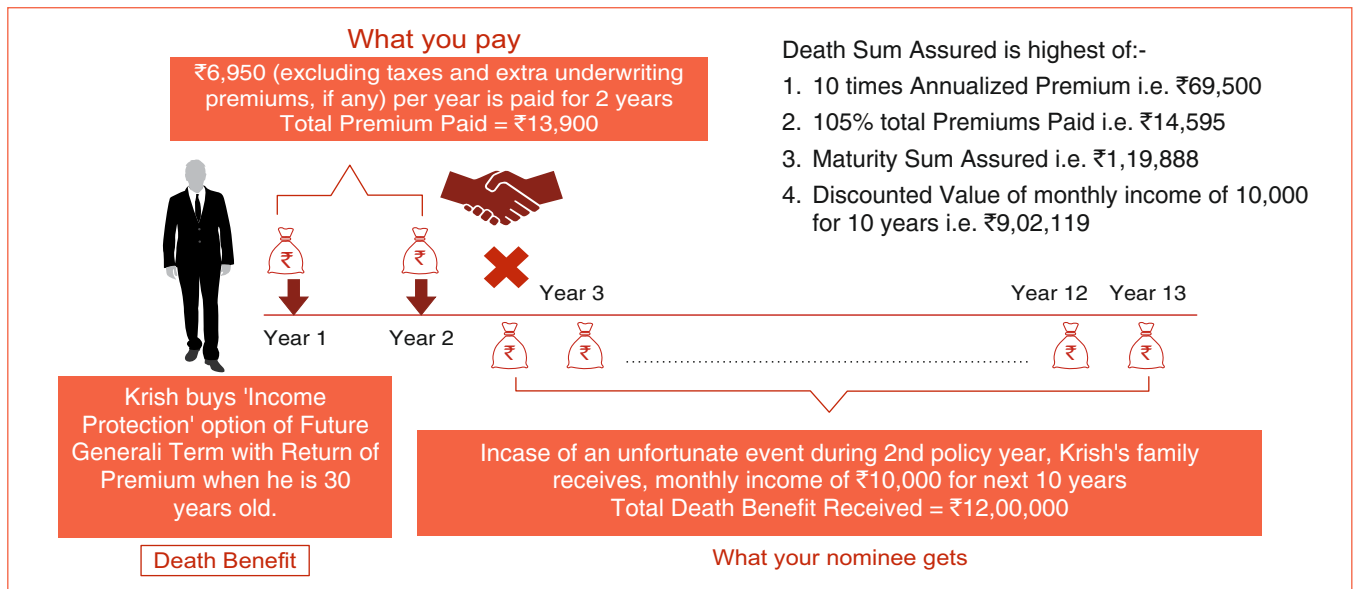 What you pay
₹6,950 (excluding taxes and extra underwriting
premiums, if any) per year is paid for 2 years
Total Premium Paid = ₹13,900
Death Sum Assured is highest of:-
1. 10 times Annualized Premium i.e. ₹69,500
2. 105% total Premiums Paid i.e. ₹14,595
3. Maturity Sum Assured i.e. ₹1,19,888
4. Discounted Value of monthly income of 10,000
for 10 years i.e. ₹9,02,119
₹
₹
Year 1
Year 2
Year 3
Year 12
Year 13
₹
₹
₹
₹
Krish buys 'Income
Protection' option of Future
Generali Term with Return of
Premium when he is 30
years old.
Death Benefit
Incase of an unfortunate event during 2nd policy year, Krish's family
receives, monthly income of ₹10,000 for next 10 years
Total Death Benefit Received = ₹12,00,000
What your nominee gets